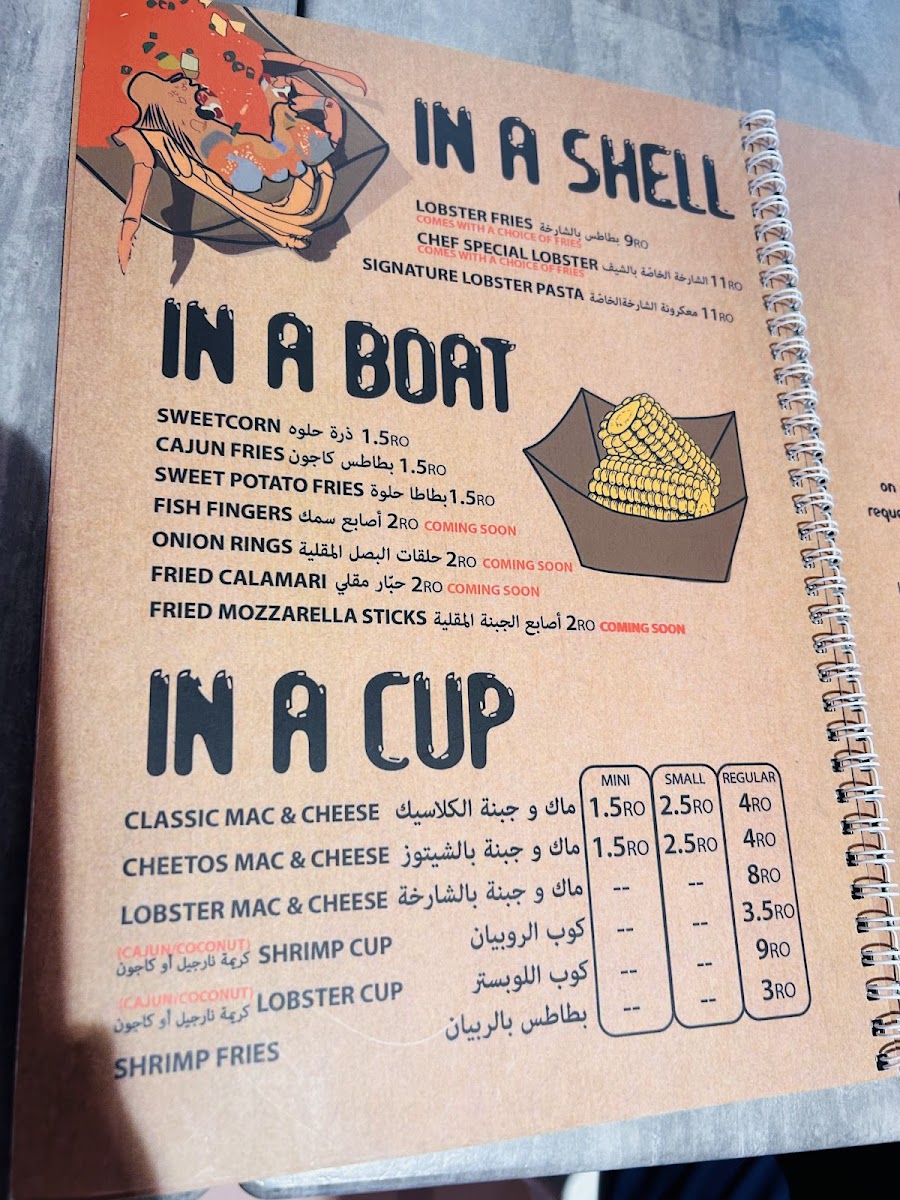 IN A SHELL
LOBSTER FRIES بطاطس بالشارخة 9RO
COMES WITH A CHOICE OF FRIES
CHEF SPECIAL LOBSTER الشارخة الخاصّة بالشيف 11RO
COMES WITH A CHOICE OF FRIES
SIGNATURE LOBSTER PASTA معكرونة الشارخةالخاصّة 11RO
IN A BOAT
SWEETCORN ذرة حلوه 1.5RO
CAJUN FRIES بطاطس كاجون 1.5RO
SWEET POTATO FRIES بطاطا حلوة 1.5RO
FISH FINGERS أصابع سمك 2RO COMING SOON
ONION RINGS حلقات البصل المقلية 2RO COMING SOON
FRIED CALAMARI حبّار مقلي 2RO COMING SOON
FRIED MOZZARELLA STICKS أصابع الجبنة المقلية 2RO COMING SOON
IN A CUP
MINI SMALL REGULAR
CLASSIC MAC & CHEESE ماك و جبنة الكلاسيك 1.5RO 2.5RO 4RO
CHEETOS MAC & CHEESE ماك و جبنة بالشيتوز 1.5RO 2.5RO 4RO
LOBSTER MAC & CHEESE ماك و جبنة بالشارخة -- -- 8RO
(CAJUN/COCONUT)
كريمة نارجيل أو كاجون SHRIMP CUP كوب الروبيان -- -- 3.5RO
(CAJUN/COCONUT)
كريمة نارجيل أو كاجون LOBSTER CUP كوب اللوبستر -- -- 9RO
SHRIMP FRIES بطاطس بالربيان -- -- 3RO
on